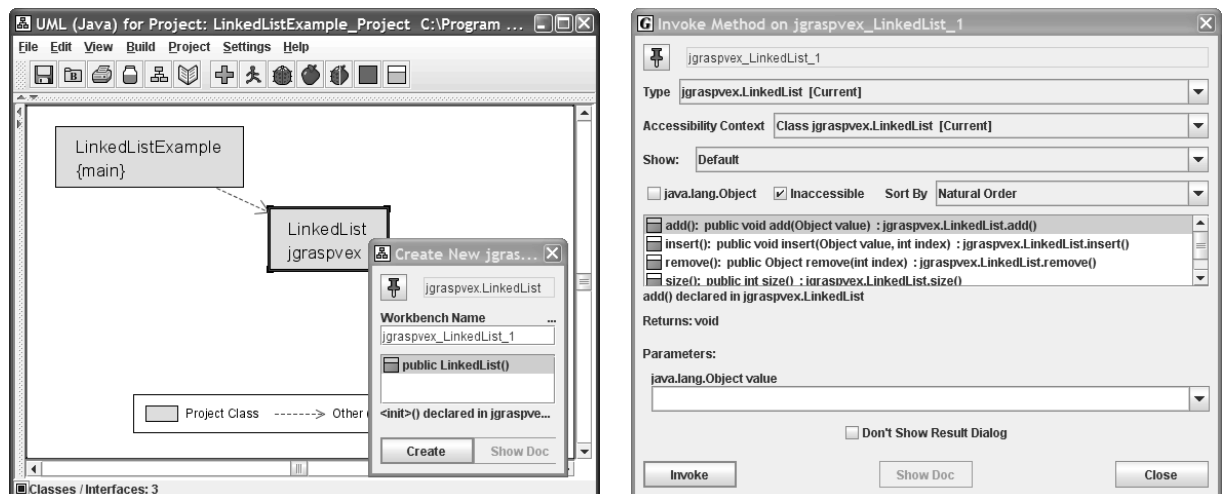 UML (Java) for Project: LinkedListExample_Project C:\Program ...
File Edit View Build Project Settings Help
LinkedListExample
{main}
LinkedList
jgraspvex
Create New jgras...
jgraspvex.LinkedList
Workbench Name ...
jgraspvex_LinkedList_1
public LinkedList()
<init>() declared in jgraspve...
Create Show Doc
Project Class Other
Classes / Interfaces: 3
Invoke Method on jgraspvex_LinkedList_1
jgraspvex_LinkedList_1
Type jgraspvex.LinkedList [Current]
Accessibility Context Class jgraspvex.LinkedList [Current]
Show: Default
java.lang.Object Inaccessible Sort By Natural Order
add(): public void add(Object value) : jgraspvex.LinkedList.add()
insert(): public void insert(Object value, int index) : jgraspvex.LinkedList.insert()
remove(): public Object remove(int index) : jgraspvex.LinkedList.remove()
size(): public int size() : jgraspvex.LinkedList.size()
add() declared in jgraspvex.LinkedList
Returns: void
Parameters:
java.lang.Object value
Don't Show Result Dialog
Invoke Show Doc Close